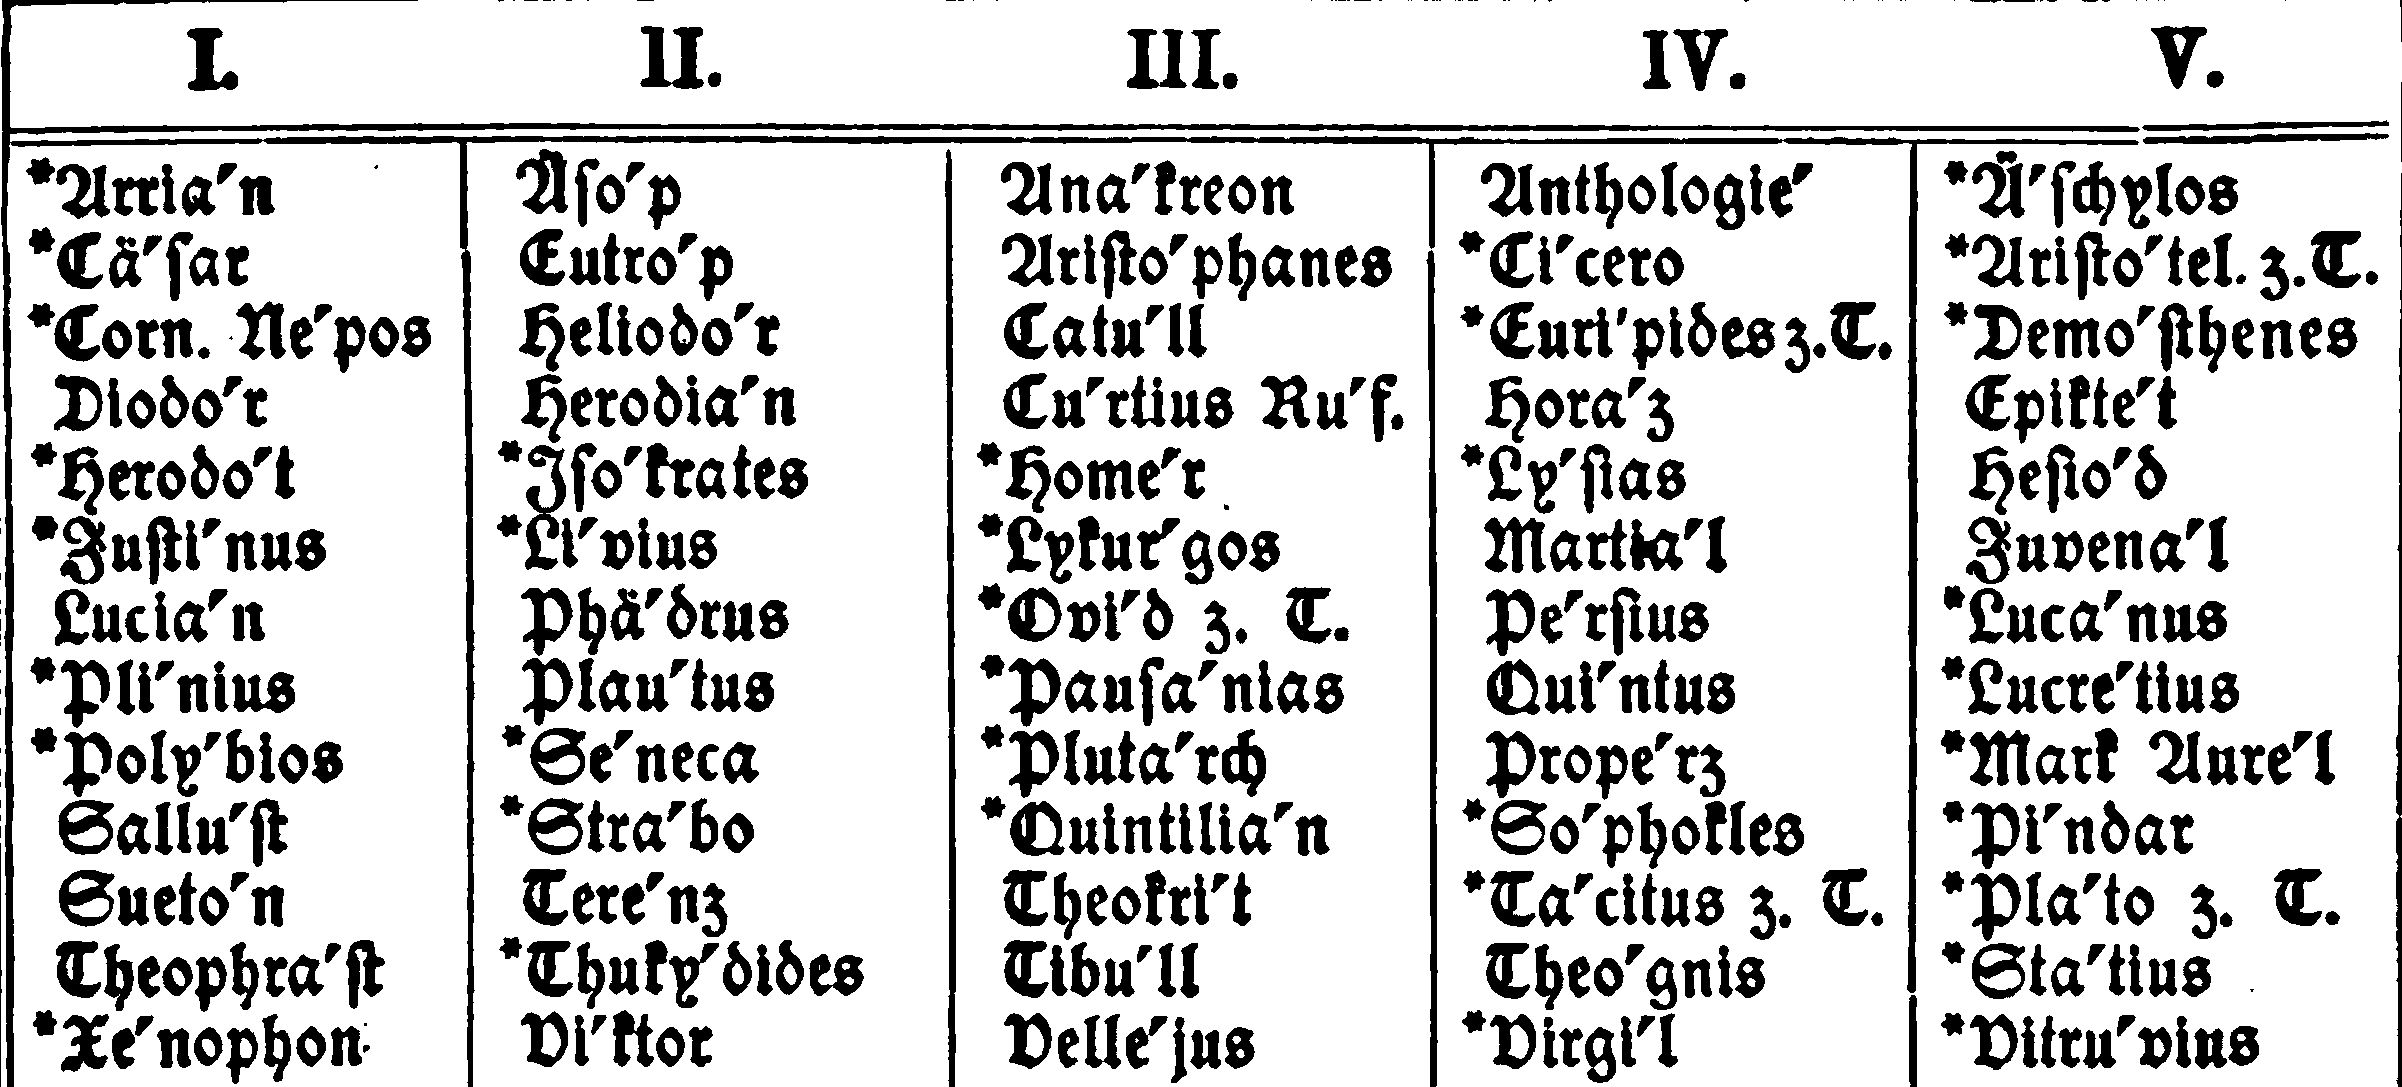 I. II. III. IV. V.
*Arria′n Äſo′p Ana′kreon Anthologie′ *Ä′ſchylos
*Cä′ſar Eutro′p Ariſto′phanes *Ci′cero *Ariſto′tel. z. T.
*Corn. Ne′pos Heliodo′r Catu′ll *Euri′pides z. T. *Demo′ſthenes
Diodo′r Herodia′n Cu′rtius Ru′f. Hora′z Epikte′t
*Herodo′t *Iſo′krates *Home′r *Ly′ſias Heſio′d
*Juſti′nus *Li′vius *Lykur′gos Martia′l Juvena′l
Lucia′n Phä′drus *Ovi′d z. T. Pe′rſius *Luca′nus
*Pli′nius Plau′tus *Pauſa′nias Qui′ntus *Lucre′tius
*Poly′bios *Se′neca *Pluta′rch Prope′rz *Mark Aure′l
Sallu′ſt *Stra′bo *Quintilia′n *So′phokles *Pi′ndar
Sueto′n Tere′nz Theokri′t *Ta′citus z. T. *Pla′to z. T.
Theophra′ſt *Thuky′dides Tibu′ll Theo′gnis *Sta′tius
*Xe′nophon Vi′ktor Velle′jus *Virgi′l *Vitru′vius